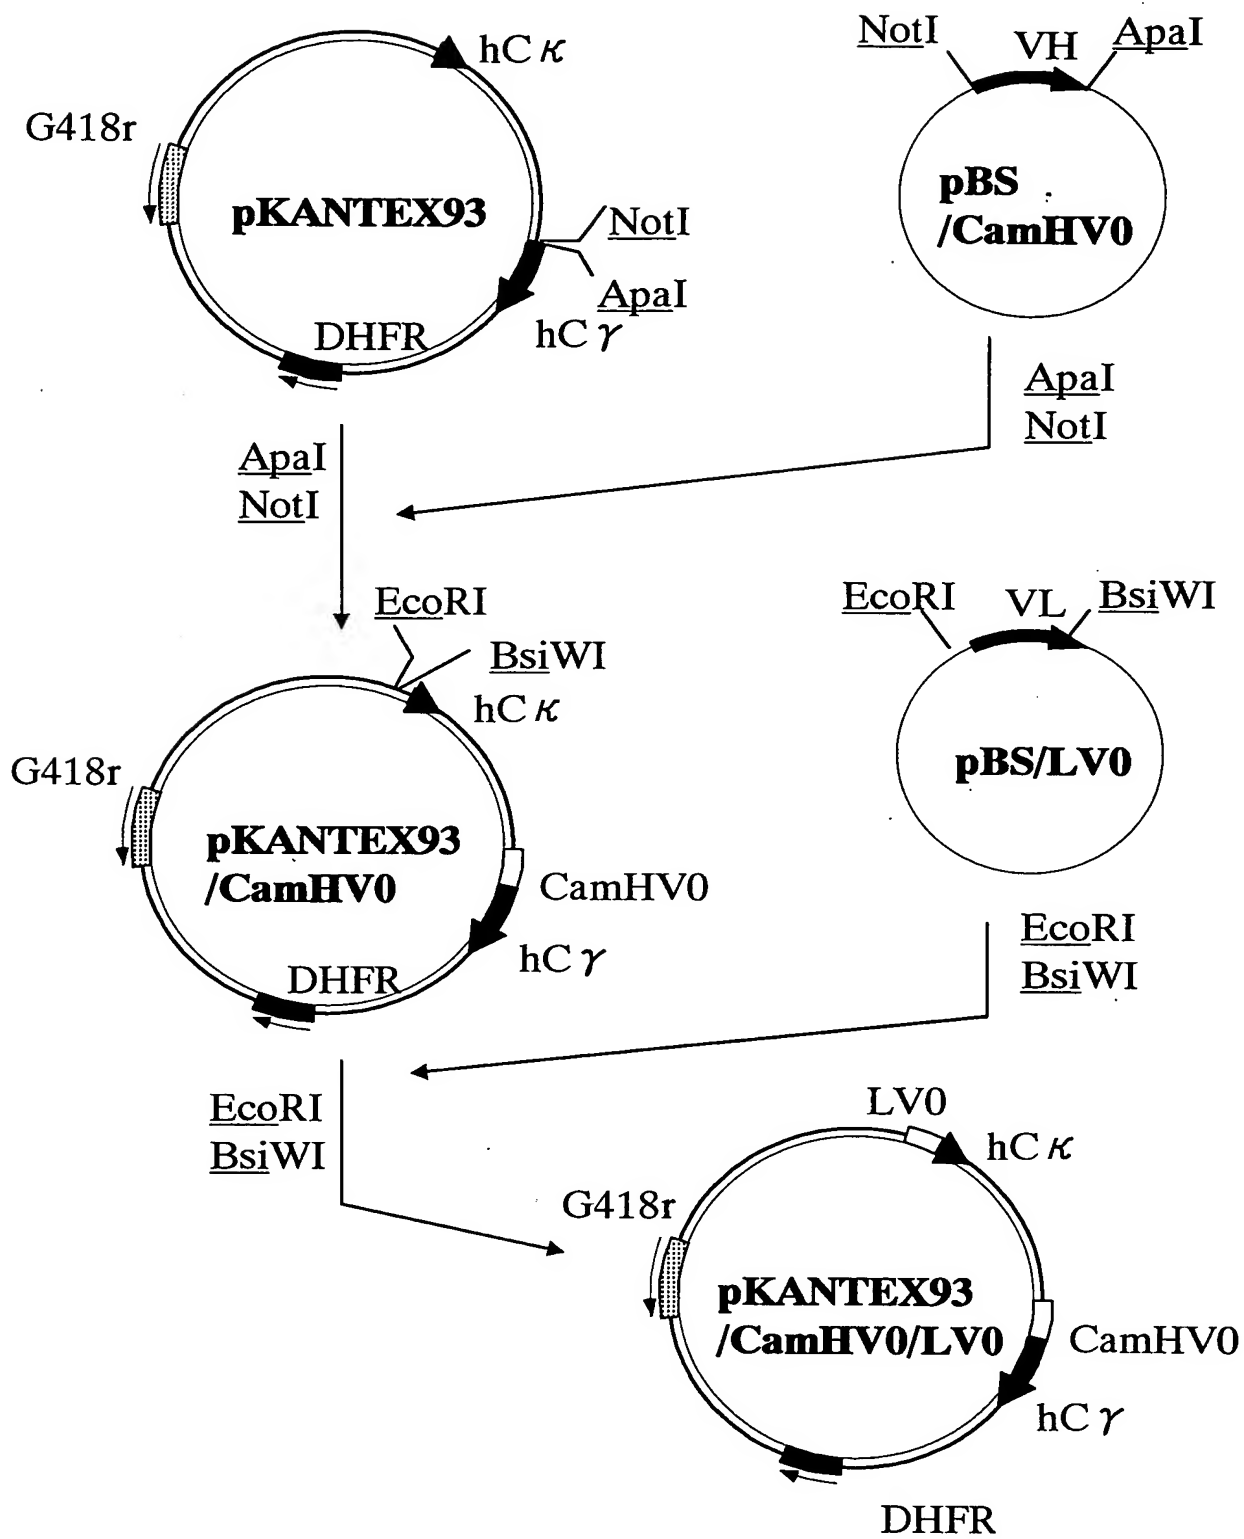 hCκ
G418r
pKANTEX93
NotI
ApaI
hCγ
DHFR
NotI
VH
ApaI
pBS
/CamHV0
ApaI
NotI
ApaI
NotI
EcoRI
BsiWI
hCκ
G418r
pKANTEX93
/CamHV0
CamHV0
hCγ
DHFR
EcoRI
VL
BsiWI
pBS/LV0
EcoRI
BsiWI
EcoRI
BsiWI
LV0
hCκ
G418r
pKANTEX93
/CamHV0/LV0
CamHV0
hCγ
DHFR